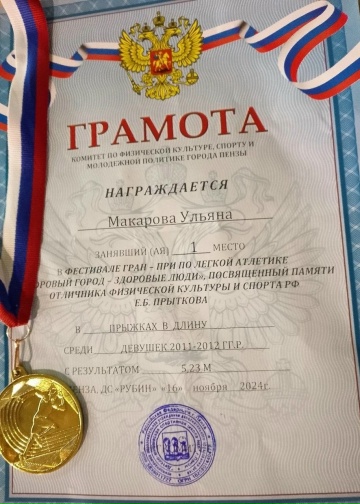 ГРАМОТА
КОМИТЕТ ПО ФИЗИЧЕСКОЙ КУЛЬТУРЕ, СПОРТУ И
МОЛОДЕЖНОЙ ПОЛИТИКЕ ГОРОДА ПЕНЗЫ
НАГРАЖДАЕТСЯ
Макарова Ульяна
ЗАНЯВШИЙ (АЯ) 1 МЕСТО
В ФЕСТИВАЛЕ ГРАН – ПРИ ПО ЛЕГКОЙ АТЛЕТИКЕ
ГОРОД – ЗДОРОВЫЕ ЛЮДИ», ПОСВЯЩЕННЫЙ ПАМЯТИ
ОТЛИЧНИКА ФИЗИЧЕСКОЙ КУЛЬТУРЫ И СПОРТА РФ
Е.Б. ПРЫТКОВА
В ПРЫЖКАХ В ДЛИНУ
СРЕДИ ДЕВУШЕК 2011-2012 ГГ.Р.
С РЕЗУЛЬТАТОМ 5,23 М
ДС «РУБИН» «16» ноября 2024г.